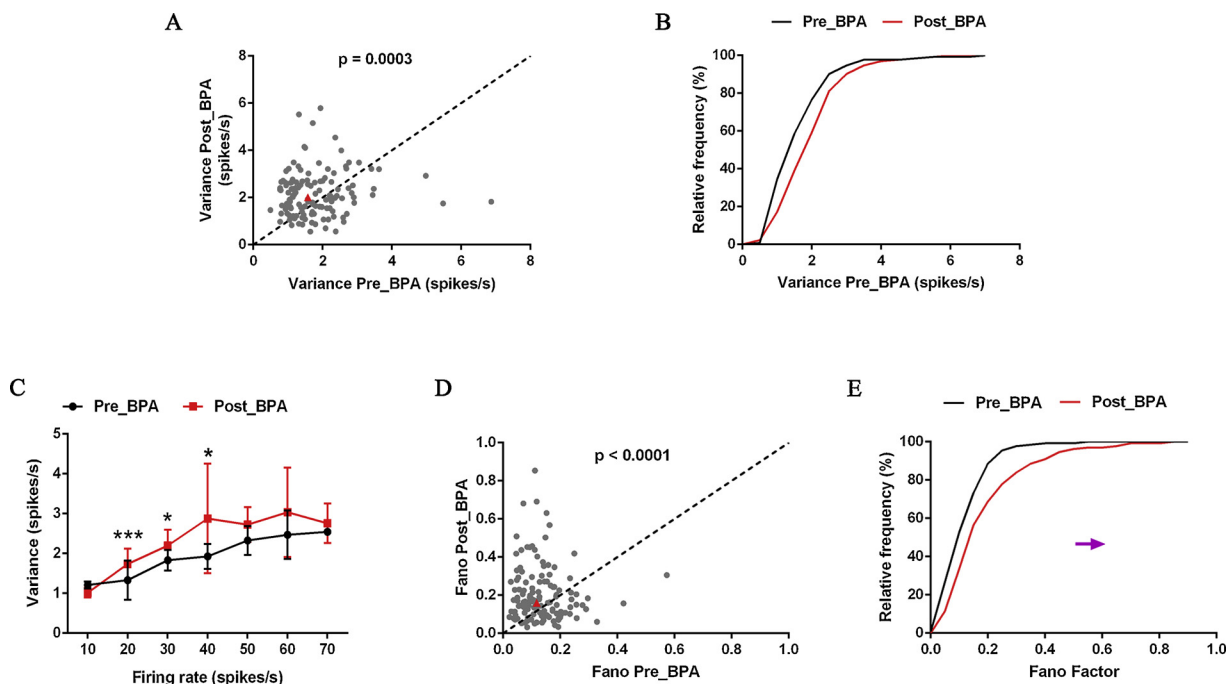 A
p = 0.0003
Variance Post_BPA
(spikes/s)
8
6
4
2
0
0 2 4 6 8
Variance Pre_BPA (spikes/s)
B
Pre_BPA Post_BPA
Relative frequency (%)
100
80
60
40
20
0
0 2 4 6 8
Variance Pre_BPA (spikes/s)
C
Pre_BPA Post_BPA
Variance (spikes/s)
5
4
3
2
1
0
*** * *
10 20 30 40 50 60 70
Firing rate (spikes/s)
D
p < 0.0001
Fano Post_BPA
1.0
0.8
0.6
0.4
0.2
0.0
0.0 0.2 0.4 0.6 0.8 1.0
Fano Pre_BPA
E
Pre_BPA Post_BPA
Relative frequency (%)
100
80
60
40
20
0
0.0 0.2 0.4 0.6 0.8 1.0
Fano Factor